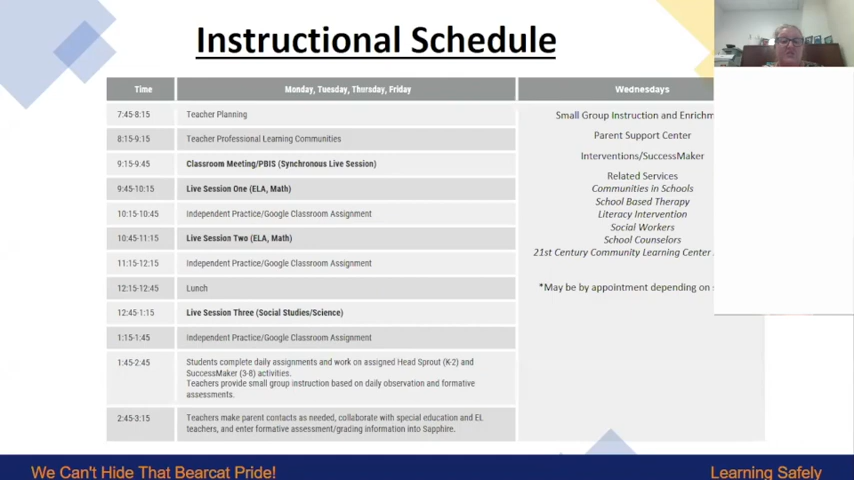 Instructional Schedule
Time Monday, Tuesday, Thursday, Friday Wednesdays
7:45-8:15 Teacher Planning
8:15-9:15 Teacher Professional Learning Communities
9:15-9:45 Classroom Meeting/PBIS (Synchronous Live Session)
9:45-10:15 Live Session One (ELA, Math)
10:15-10:45 Independent Practice/Google Classroom Assignment
10:45-11:15 Live Session Two (ELA, Math)
11:15-12:15 Independent Practice/Google Classroom Assignment
12:15-12:45 Lunch
12:45-1:15 Live Session Three (Social Studies/Science)
1:15-1:45 Independent Practice/Google Classroom Assignment
1:45-2:45 Students complete daily assignments and work on assigned Head Sprout (K-2) and
SuccessMaker (3-8) activities.
Teachers provide small group instruction based on daily observation and formative
assessments.
2:45-3:15 Teachers make parent contacts as needed, collaborate with special education and EL
teachers, and enter formative assessment/grading information into Sapphire.
Small Group Instruction and
Parent Support Center
Interventions/SuccessMaker
Related Services
Communities in Schools
School Based Therapy
Literacy Intervention
Social Workers
School Counselors
21st Century Community Learning Center
*May be by appointment depending on
We Can't Hide That Bearcat Pride!
Learning Safely